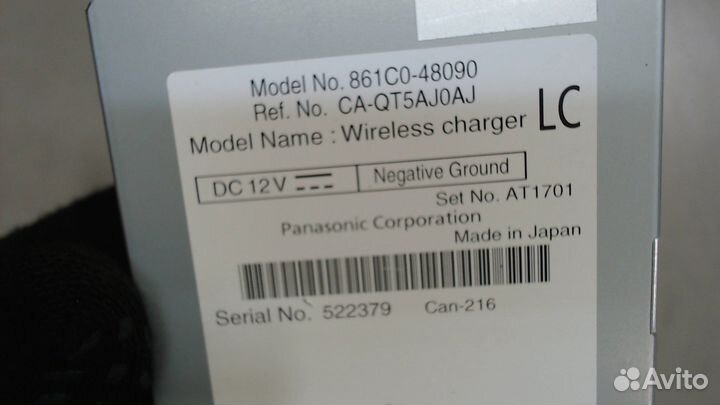 Model No. 861C0-48090
Ref. No. CA-QT5AJ0AJ
Model Name : Wireless charger LC
DC 12V Negative Ground
Set No. AT1701
Panasonic Corporation
Made in Japan
Serial No. 522379 Can-216
Avito